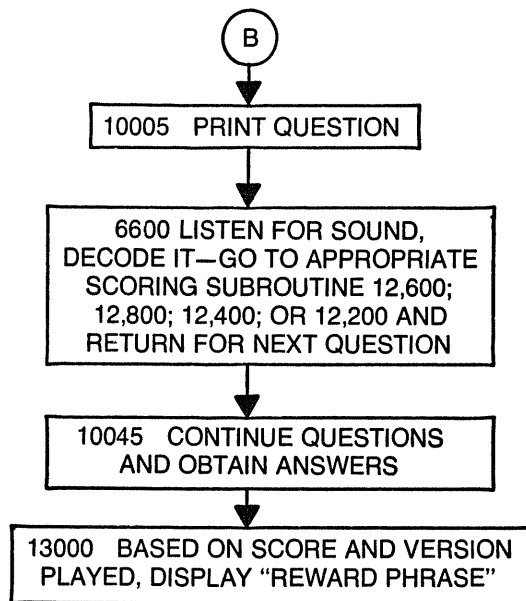 B
10005 PRINT QUESTION
6600 LISTEN FOR SOUND,
DECODE IT—GO TO APPROPRIATE
SCORING SUBROUTINE 12,600;
12,800; 12,400; OR 12,200 AND
RETURN FOR NEXT QUESTION
10045 CONTINUE QUESTIONS
AND OBTAIN ANSWERS
13000 BASED ON SCORE AND VERSION
PLAYED, DISPLAY “REWARD PHRASE”